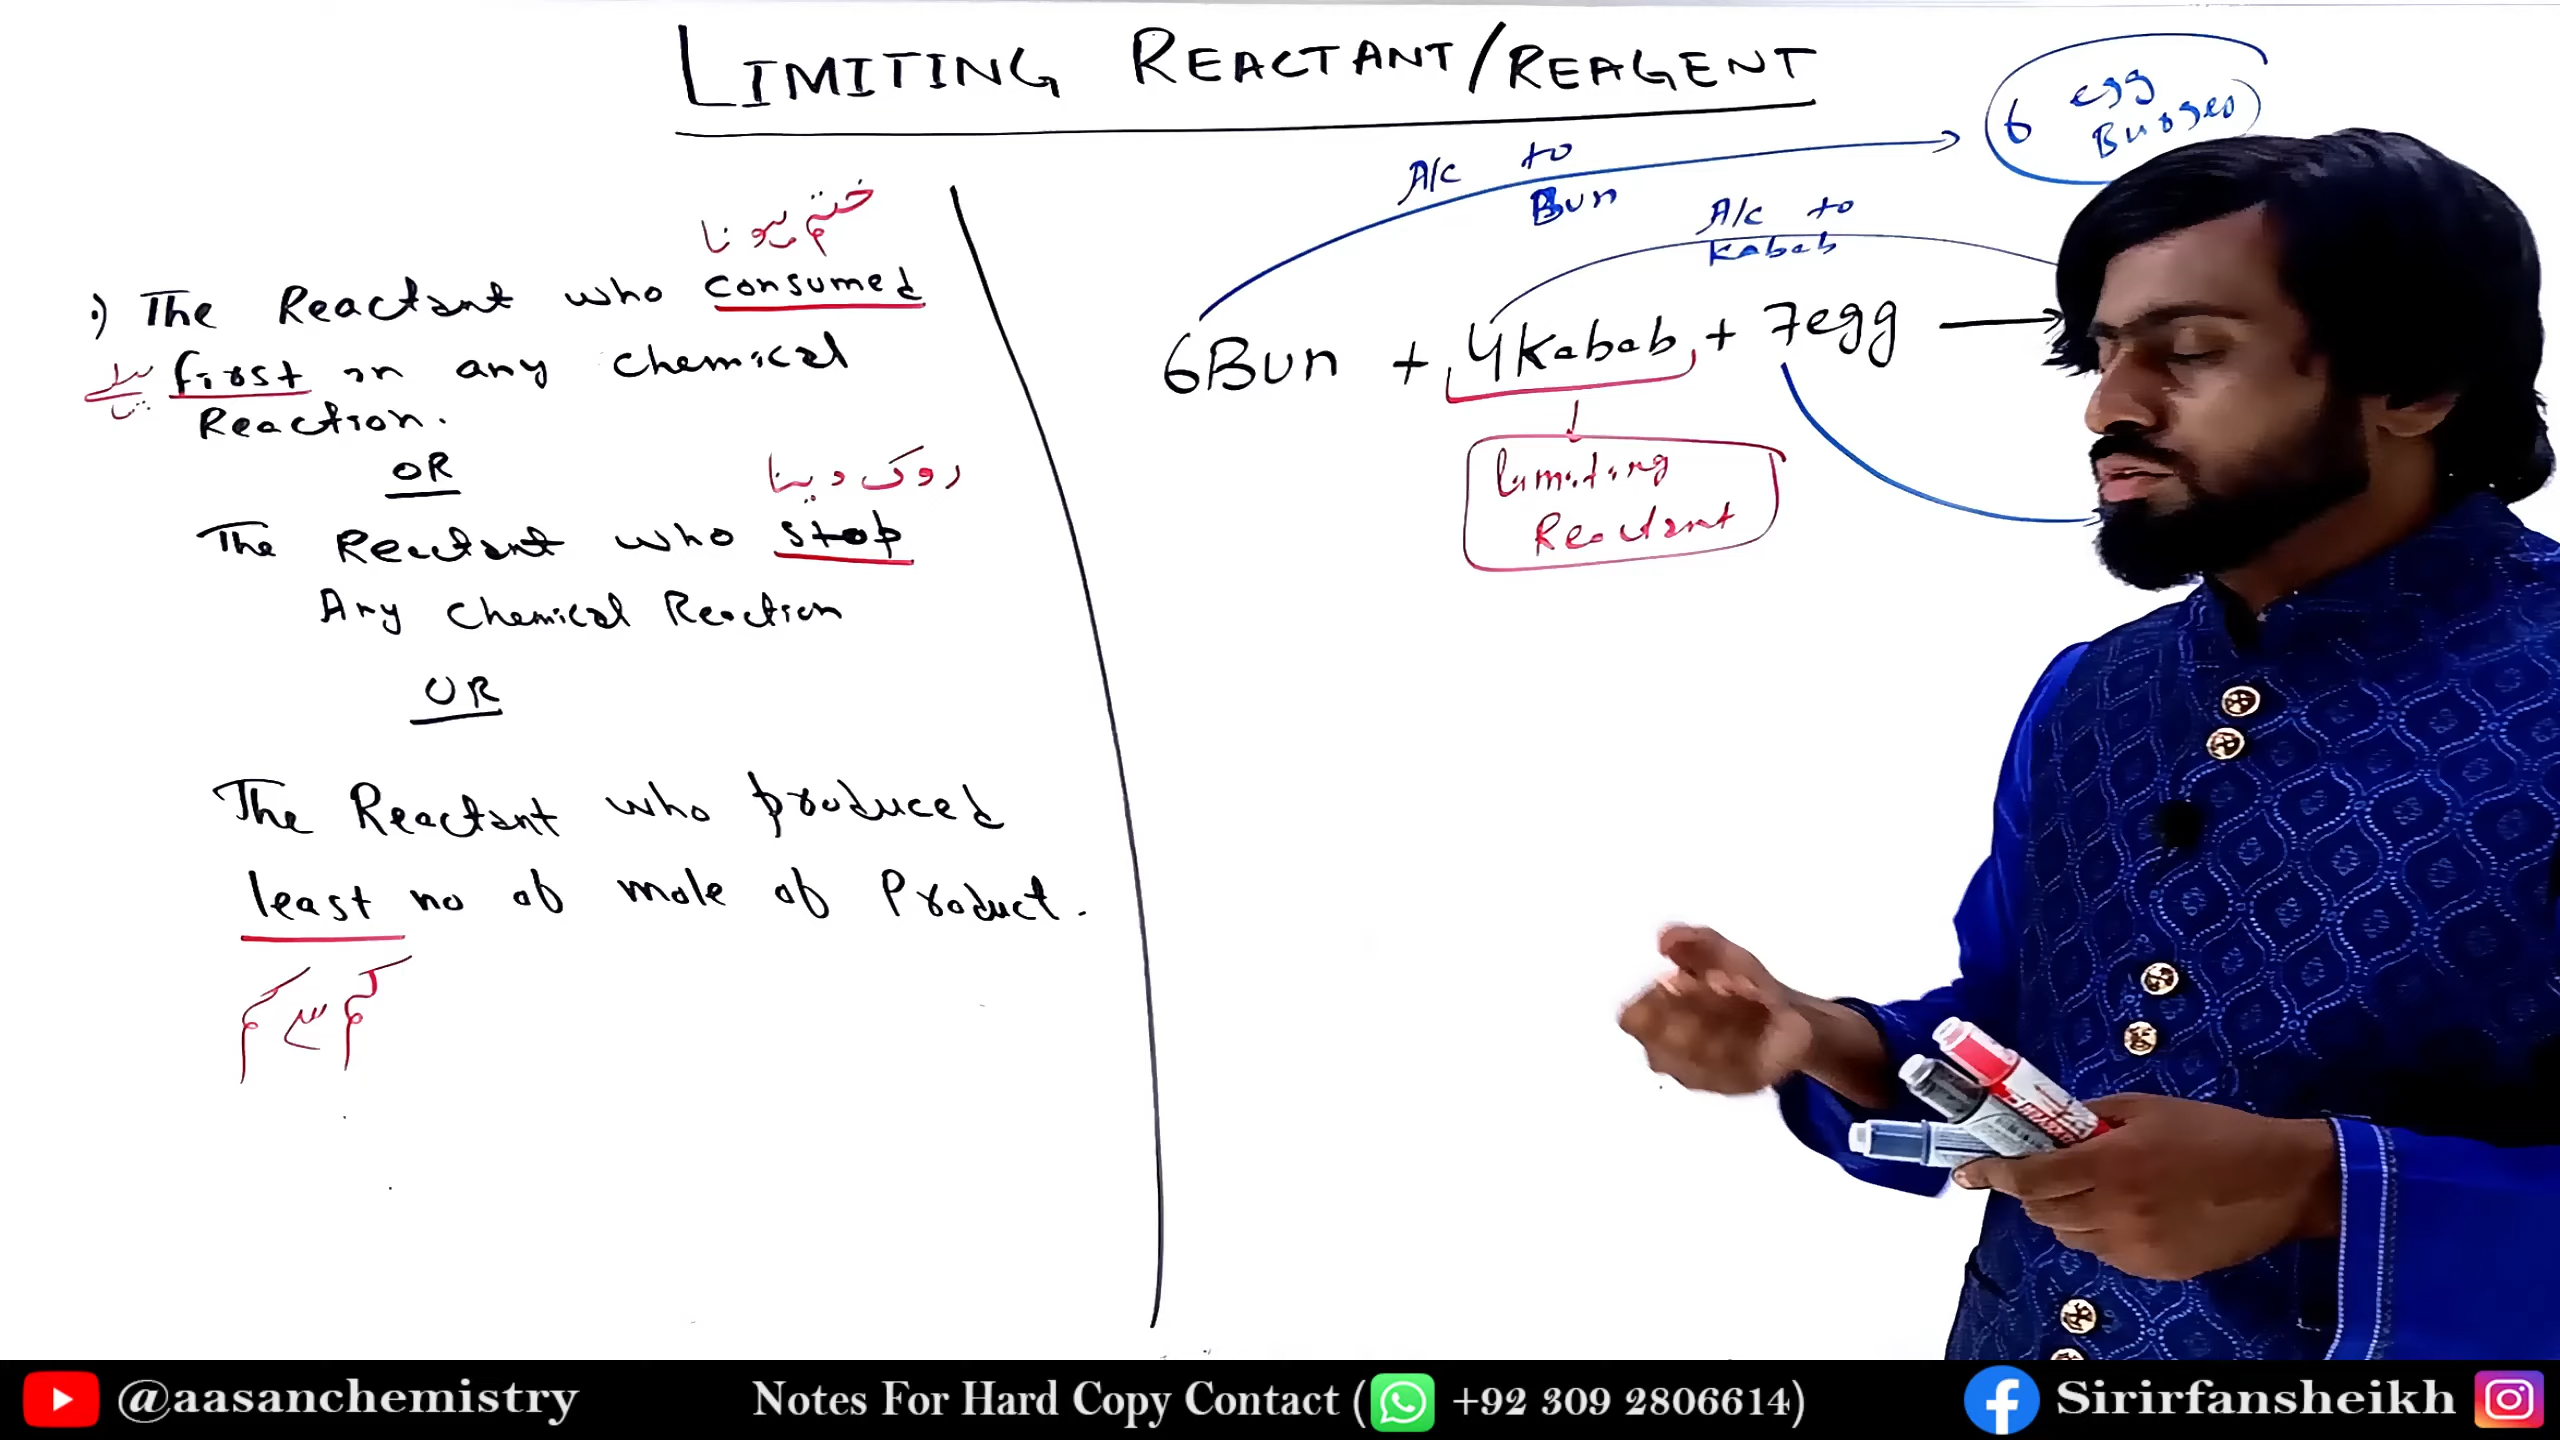 LIMITING REACTANT/REAGENT
ختم ہونا
1) The Reactant who consumed
پہلے first in any chemical
Reaction.
OR
روک دینا
The Reactant who stop
Any Chemical Reaction
OR
The Reactant who produced
least no of mole of Product.
کم سے کم
6 egg
Burger
A/c to
Bun
A/c to
Kabab
6Bun + 4Kabab + 7egg →
limiting
Reactant
@aasanchemistry
Notes For Hard Copy Contact ( +92 309 2806614)
Sirirfansheikh